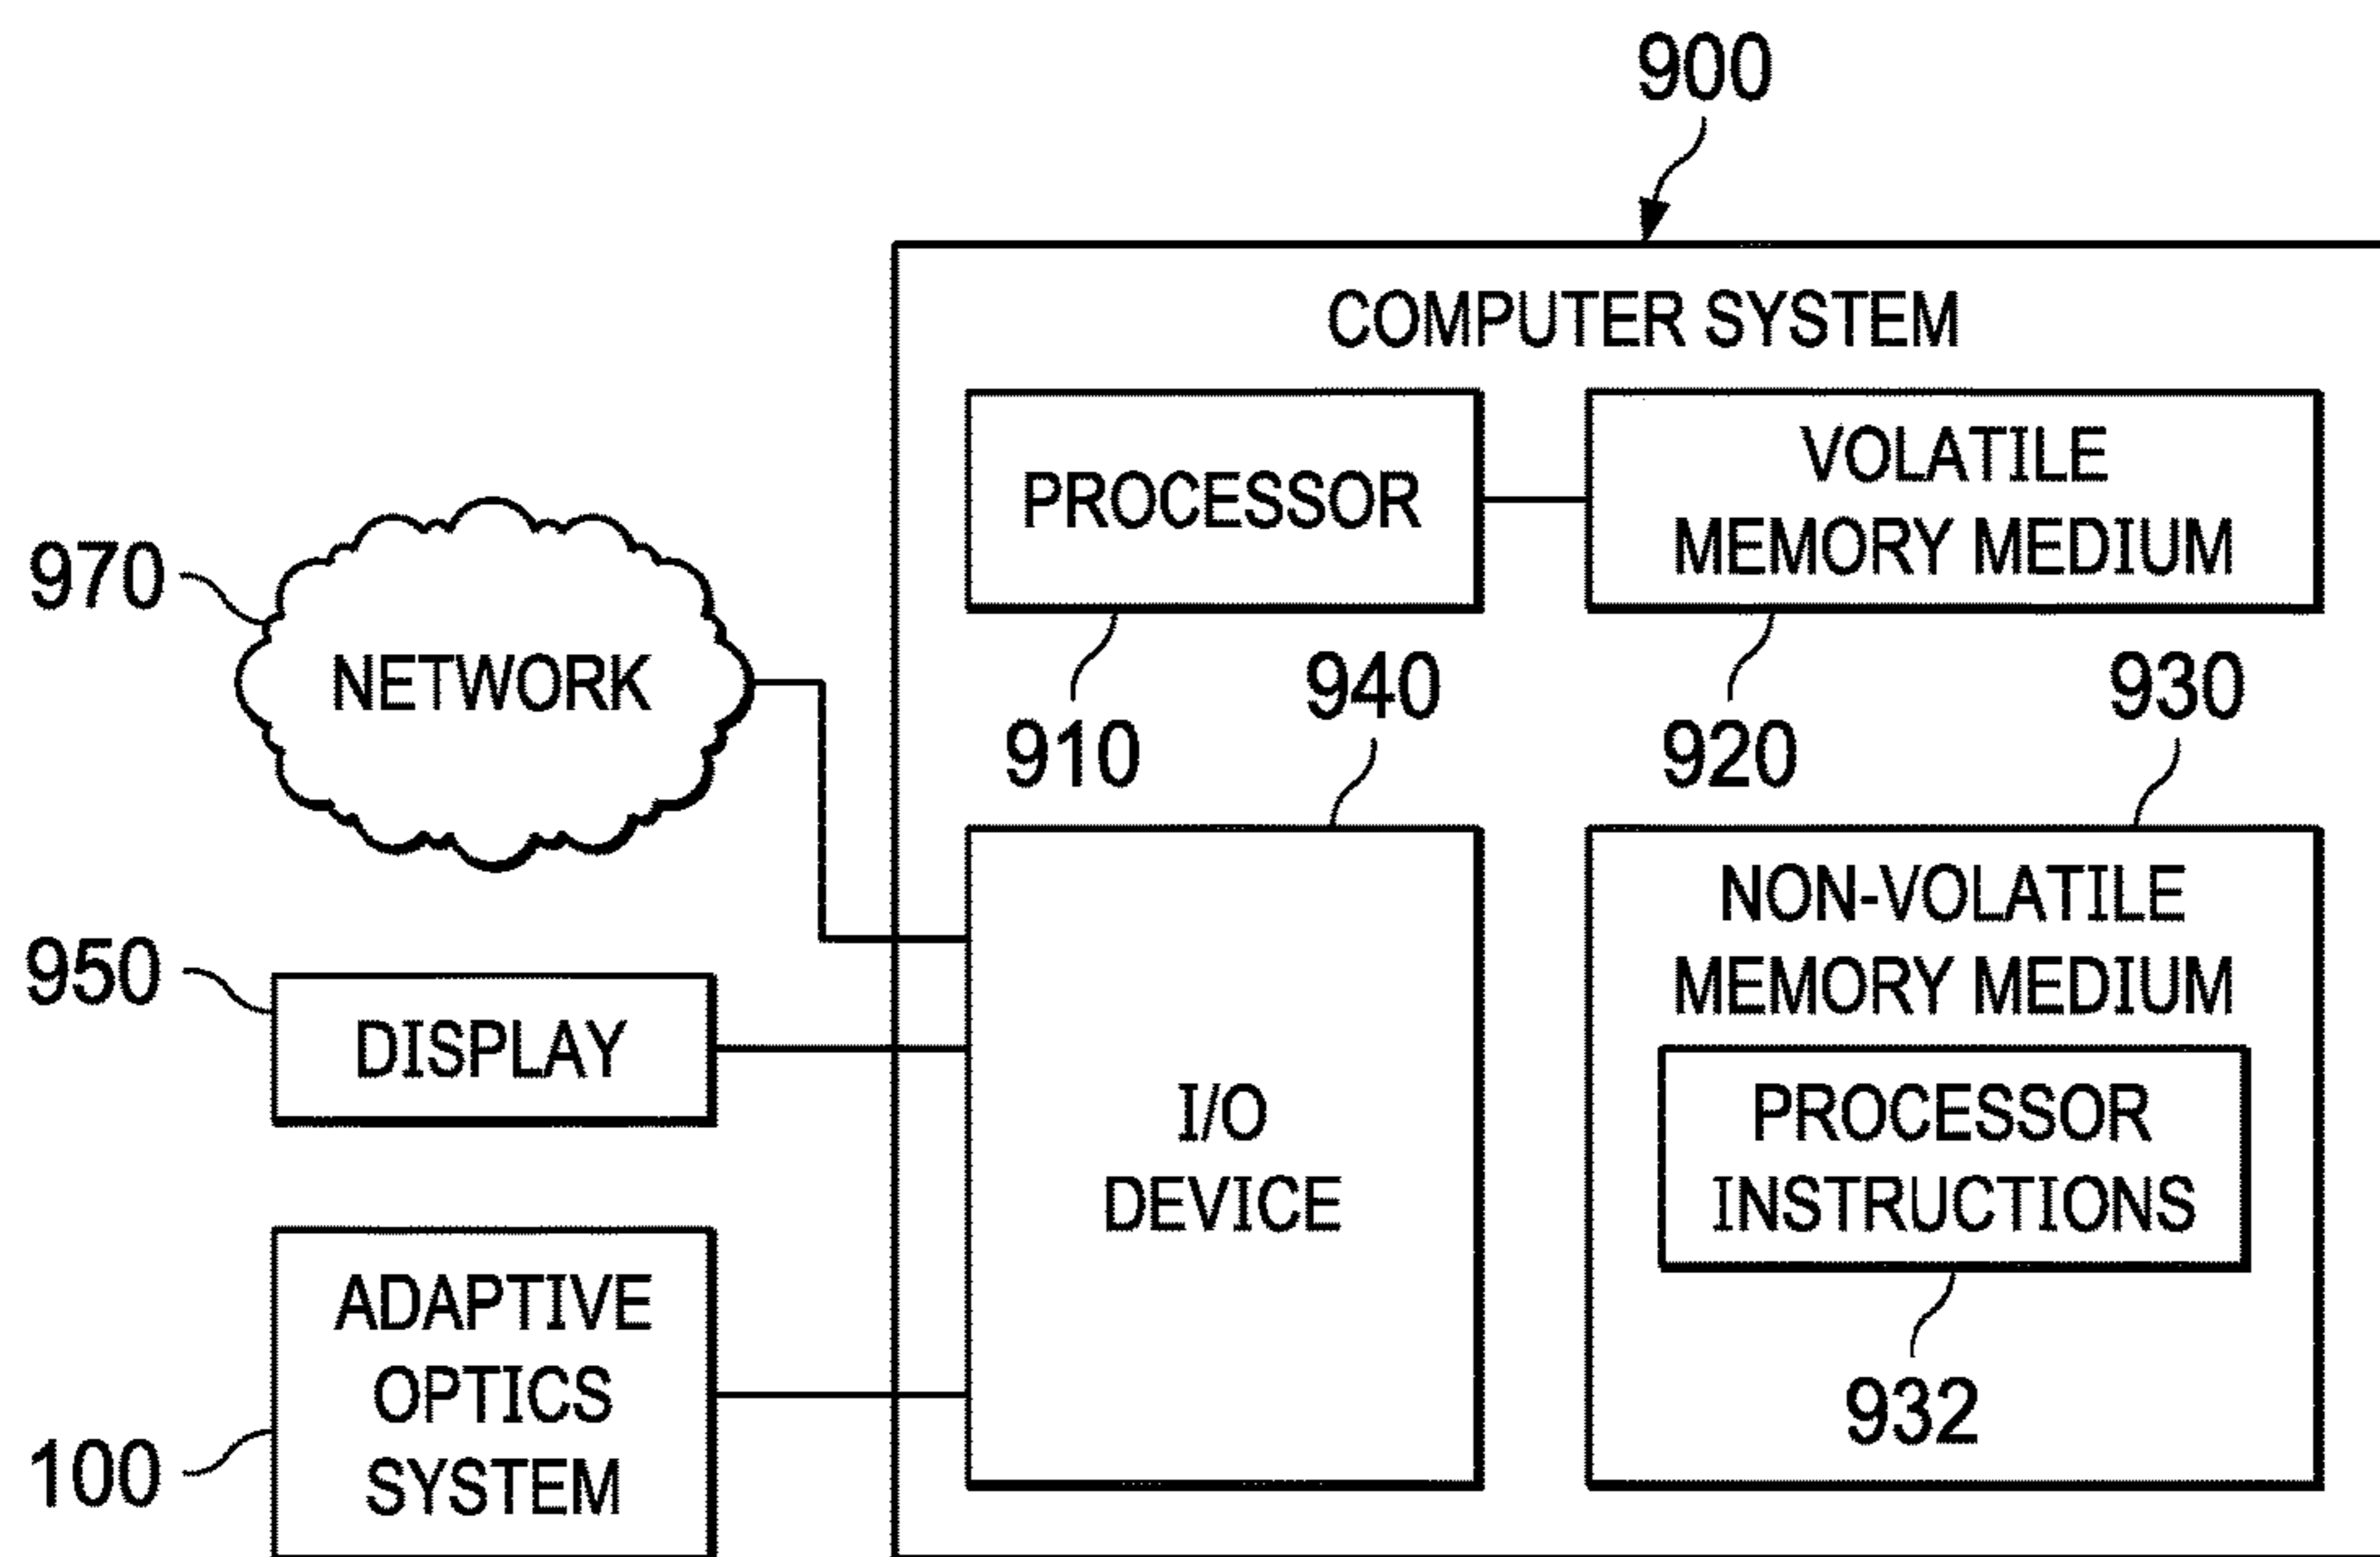 900
COMPUTER SYSTEM
PROCESSOR
VOLATILE
MEMORY MEDIUM
970
NETWORK
910
940
920
930
950
DISPLAY
I/O
DEVICE
NON-VOLATILE
MEMORY MEDIUM
PROCESSOR
INSTRUCTIONS
932
100
ADAPTIVE
OPTICS
SYSTEM